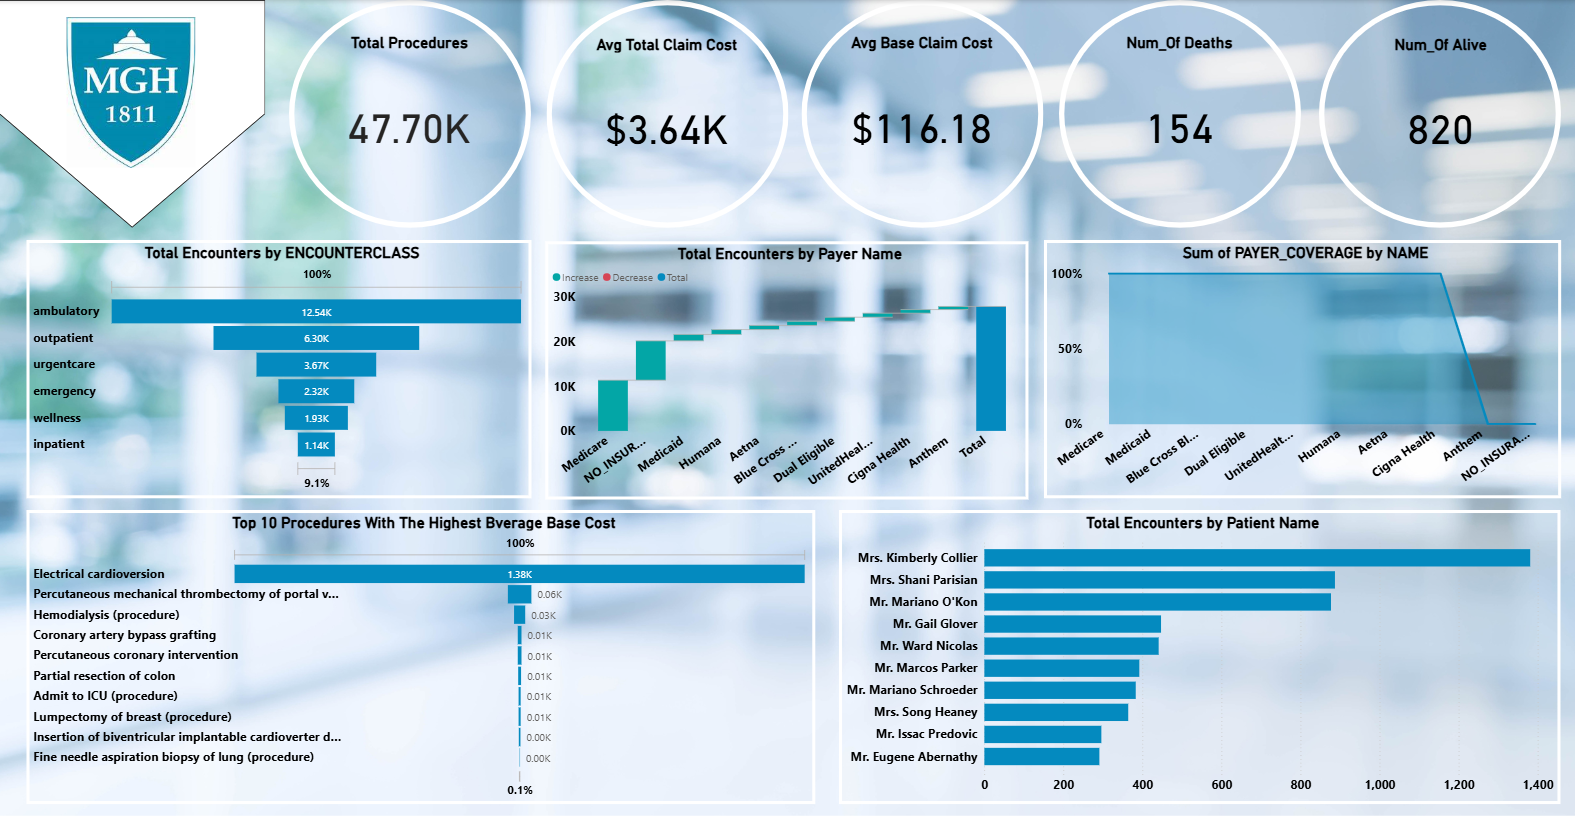 MGH
1811
Total Procedures
47.70K
Avg Total Claim Cost
$3.64K
Avg Base Claim Cost
$116.18
Num_Of Deaths
154
Num_Of Alive
820
Total Encounters by ENCOUNTERCLASS
100%
ambulatory 12.54K
outpatient 6.30K
urgentcare 3.67K
emergency 2.32K
wellness 1.93K
inpatient 1.14K
9.1%
Total Encounters by Payer Name
Increase Decrease Total
30K
20K
10K
0K
Medicare
NO_INSUR...
Medicaid
Humana
Aetna
Blue Cross ...
Dual Eligible
UnitedHeal...
Cigna Health
Anthem
Total
Sum of PAYER_COVERAGE by NAME
100%
50%
0%
Medicare
Medicaid
Blue Cross Bl...
Dual Eligible
UnitedHealt...
Humana
Aetna
Cigna Health
Anthem
NO_INSURA...
Top 10 Procedures With The Highest Bverage Base Cost
100%
Electrical cardioversion 1.38K
Percutaneous mechanical thrombectomy of portal v... 0.06K
Hemodialysis (procedure) 0.03K
Coronary artery bypass grafting 0.01K
Percutaneous coronary intervention 0.01K
Partial resection of colon 0.01K
Admit to ICU (procedure) 0.01K
Lumpectomy of breast (procedure) 0.01K
Insertion of biventricular implantable cardioverter d... 0.00K
Fine needle aspiration biopsy of lung (procedure) 0.00K
0.1%
Total Encounters by Patient Name
Mrs. Kimberly Collier
Mrs. Shani Parisian
Mr. Mariano O'Kon
Mr. Gail Glover
Mr. Ward Nicolas
Mr. Marcos Parker
Mr. Mariano Schroeder
Mrs. Song Heaney
Mr. Issac Predovic
Mr. Eugene Abernathy
0 200 400 600 800 1,000 1,200 1,400